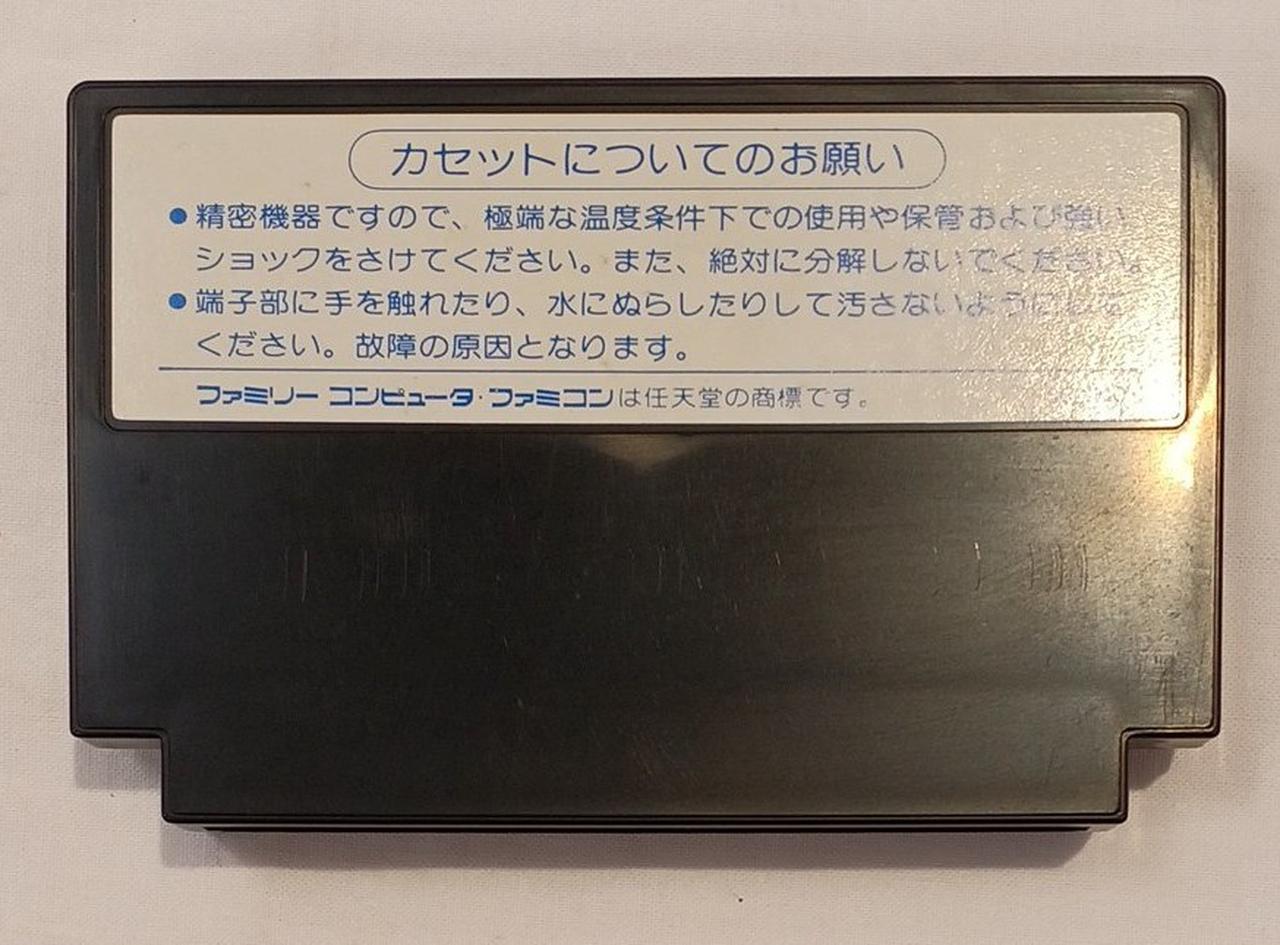 カセットについてのお願い
●精密機器ですので、極端な温度条件下での使用や保管および強い
ショックをさけてください。また、絶対に分解しないでください。
●端子部に手を触れたり、水にぬらしたりして汚さないようにして
ください。故障の原因となります。
ファミリー コンピュータ・ファミコンは任天堂の商標です。